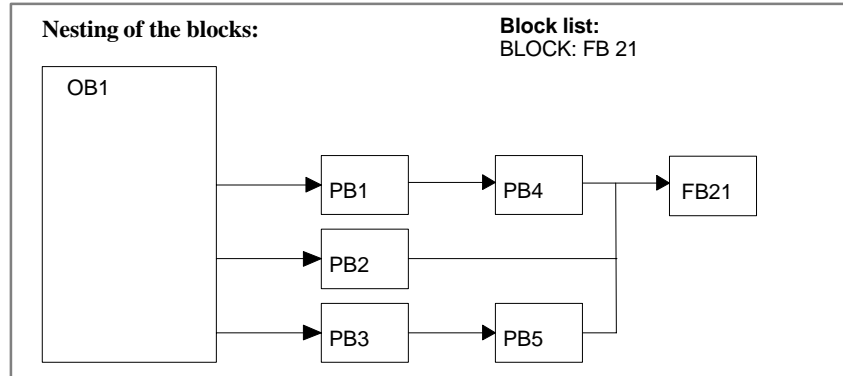 Nesting of the blocks:
Block list:
BLOCK: FB 21
OB1
PB1
PB4
FB21
PB2
PB3
PB5